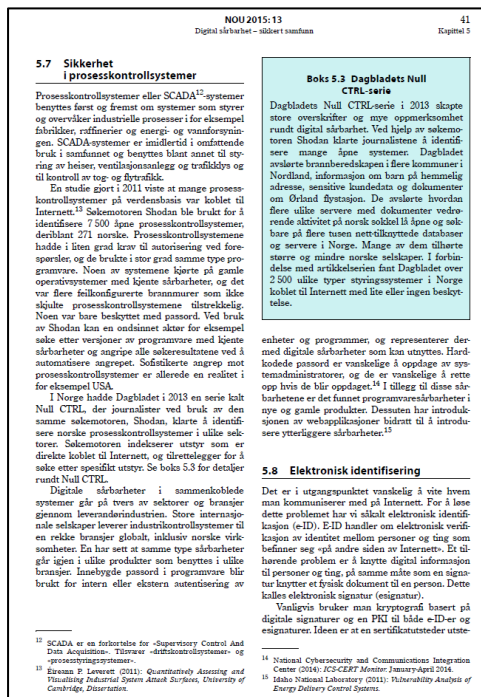 NOU 2015: 13
41
Digital sårbarhet – sikkert samfunn
Kapittel 5
5.7 Sikkerhet
i prosesskontrollsystemer
Prosesskontrollsystemer eller SCADA12-systemer
benyttes først og fremst om systemer som styrer
og overvåker industrielle prosesser i for eksempel
fabrikker, raffinerier og energi- og vannforsynin-
gen. SCADA-systemer er imidlertid i omfattende
bruk i samfunnet og benyttes blant annet til sty-
ring av heiser, ventilasjonsanlegg og trafikklys og
til kontroll av tog- og flytrafikk.
En studie gjort i 2011 viste at mange prosess-
kontrollsystemer på verdensbasis var koblet til
Internett.13 Søkemotoren Shodan ble brukt for å
identifisere 7 500 åpne prosesskontrollsystemer,
deriblant 271 norske. Prosesskontrollsystemene
hadde i liten grad krav til autorisering ved fore-
spørsler, og de brukte i stor grad samme type pro-
gramvare. Noen av systemene kjørte på gamle
operativsystemer med kjente sårbarheter, og det
var flere feilkonfigurerte brannmurer som ikke
skjulte prosesskontrollsystemene tilstrekkelig.
Noen var bare beskyttet med passord. Ved bruk
av Shodan kan en ondsinnet aktør for eksempel
søke etter versjoner av programvare med kjente
sårbarheter og angripe alle søkeresultatene ved å
automatisere angrepet. Sofistikerte angrep mot
prosesskontrollsystemer er allerede en realitet i
for eksempel USA.
I Norge hadde Dagbladet i 2013 en serie kalt
Null CTRL, der journalister ved bruk av den
samme søkemotoren, Shodan, klarte å identifi-
sere norske prosesskontrollsystemer i ulike sek-
torer. Søkemotoren indekserer utstyr som er
direkte koblet til Internett, og tilrettelegger for å
søke etter spesifikt utstyr. Se boks 5.3 for detaljer
rundt Null CTRL.
Digitale sårbarheter i sammenkoblede
systemer går på tvers av sektorer og bransjer
gjennom leverandørindustrien. Store internasjo-
nale selskaper leverer industrikontrollsystemer til
en rekke bransjer globalt, inklusiv norske virk-
somheter. En har sett at samme type sårbarheter
går igjen i ulike produkter som benyttes i ulike
bransjer. Innebygde passord i programvare blir
brukt for intern eller ekstern autentisering av
12 SCADA er en forkortelse for «Supervisory Control And
Data Acquisition». Tilsvarer «driftskontrollsystemer» og
«prosesstyringssystemer».
13 Éireann P. Leverett (2011): Quantitatively Assessing and
Visualising Industrial System Attack Surfaces, University of
Cambridge, Dissertation.
Boks 5.3 Dagbladets Null
CTRL-serie
Dagbladets Null CTRL-serie i 2013 skapte
store overskrifter og mye oppmerksomhet
rundt digital sårbarhet. Ved hjelp av søkemo-
toren Shodan klarte journalistene å identifi-
sere mange åpne systemer. Dagbladet
avslørte brannberedskapen i flere kommuner i
Nordland, informasjon om barn på hemmelig
adresse, sensitive kundedata og dokumenter
om Ørland flystasjon. De avslørte hvordan
flere ulike servere med dokumenter vedrø-
rende aktivitet på norsk sokkel lå åpne og søk-
bare på flere tusen nett-tilknyttede databaser
og servere i Norge. Mange av dem tilhørte
større og mindre norske selskaper. I forbin-
delse med artikkelserien fant Dagbladet over
2 500 ulike typer styringssystemer i Norge
koblet til Internett med lite eller ingen beskyt-
telse.
enheter og programmer, og representerer der-
med digitale sårbarheter som kan utnyttes. Hard-
kodede passord er vanskelige å oppdage av sys-
temadministratorer, og de er vanskelige å rette
opp hvis de blir oppdaget.14 I tillegg til disse sår-
barhetene er det funnet programvaresårbarheter i
nye og gamle produkter. Dessuten har introduk-
sjonen av webapplikasjoner bidratt til å introdu-
sere ytterliggere sårbarheter.15
5.8 Elektronisk identifisering
Det er i utgangspunktet vanskelig å vite hvem
man kommuniserer med på Internett. For å løse
dette problemet har vi såkalt elektronisk identifi-
kasjon (e-ID). E-ID handler om elektronisk verifi-
kasjon av identitet mellom personer og ting som
befinner seg «på andre siden av Internett». Et til-
hørende problem er å knytte digital informasjon
til personer og ting, på samme måte som en signa-
tur knytter et fysisk dokument til en person. Dette
kalles elektronisk signatur (esignatur).
Vanligvis bruker man kryptografi basert på
digitale signaturer og en PKI til både e-ID-er og
esignaturer. Ideen er at en sertifikatutsteder utste-
14 National Cybersecurity and Communications Integration
Center (2014): ICS-CERT Monitor. January-April 2014.
15 Idaho National Laboratory (2011): Vulnerability Analysis of
Energy Delivery Control Systems.